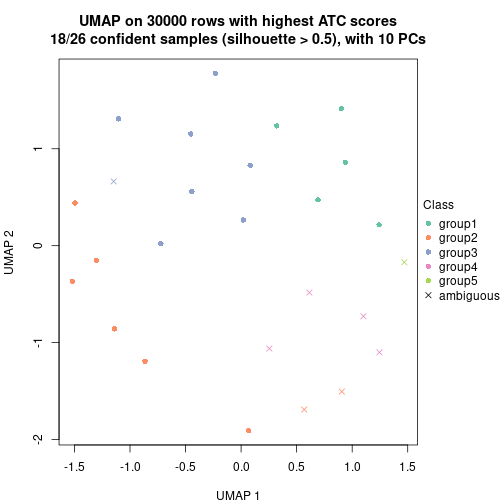 UMAP on 30000 rows with highest ATC scores
18/26 confident samples (silhouette > 0.5), with 10 PCs
UMAP 2
1
0
-1
-2
-1.5
-1.0
-0.5
0.0
0.5
1.0
1.5
UMAP 1
Class
group1
group2
group3
group4
group5
ambiguous